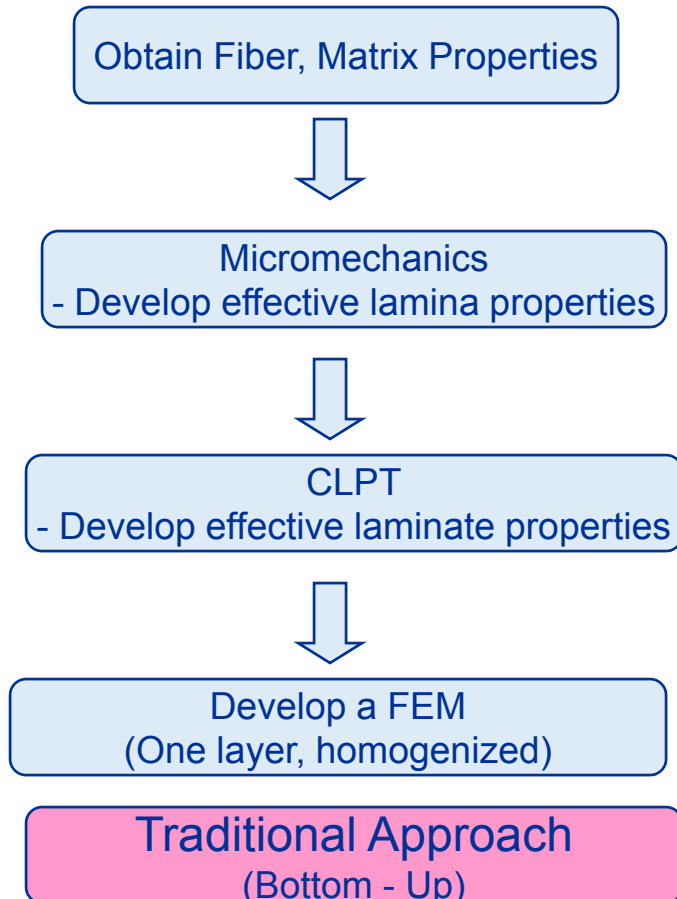 Obtain Fiber, Matrix Properties
Micromechanics
- Develop effective lamina properties
CLPT
- Develop effective laminate properties
Develop a FEM
(One layer, homogenized)
Traditional Approach
(Bottom - Up)